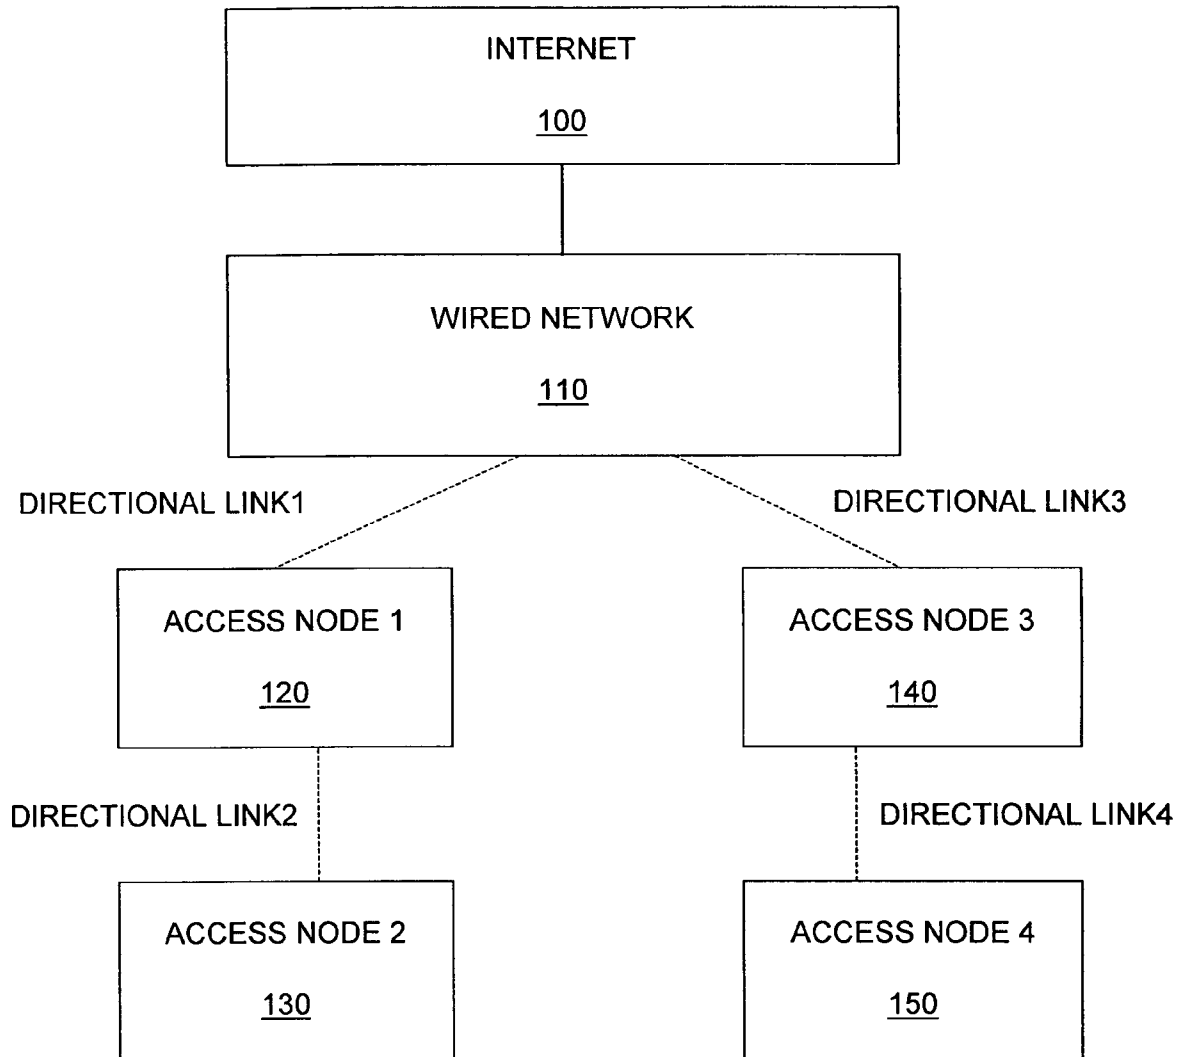 INTERNET
100
WIRED NETWORK
110
DIRECTIONAL LINK1
DIRECTIONAL LINK3
ACCESS NODE 1
120
ACCESS NODE 3
140
DIRECTIONAL LINK2
DIRECTIONAL LINK4
ACCESS NODE 2
130
ACCESS NODE 4
150